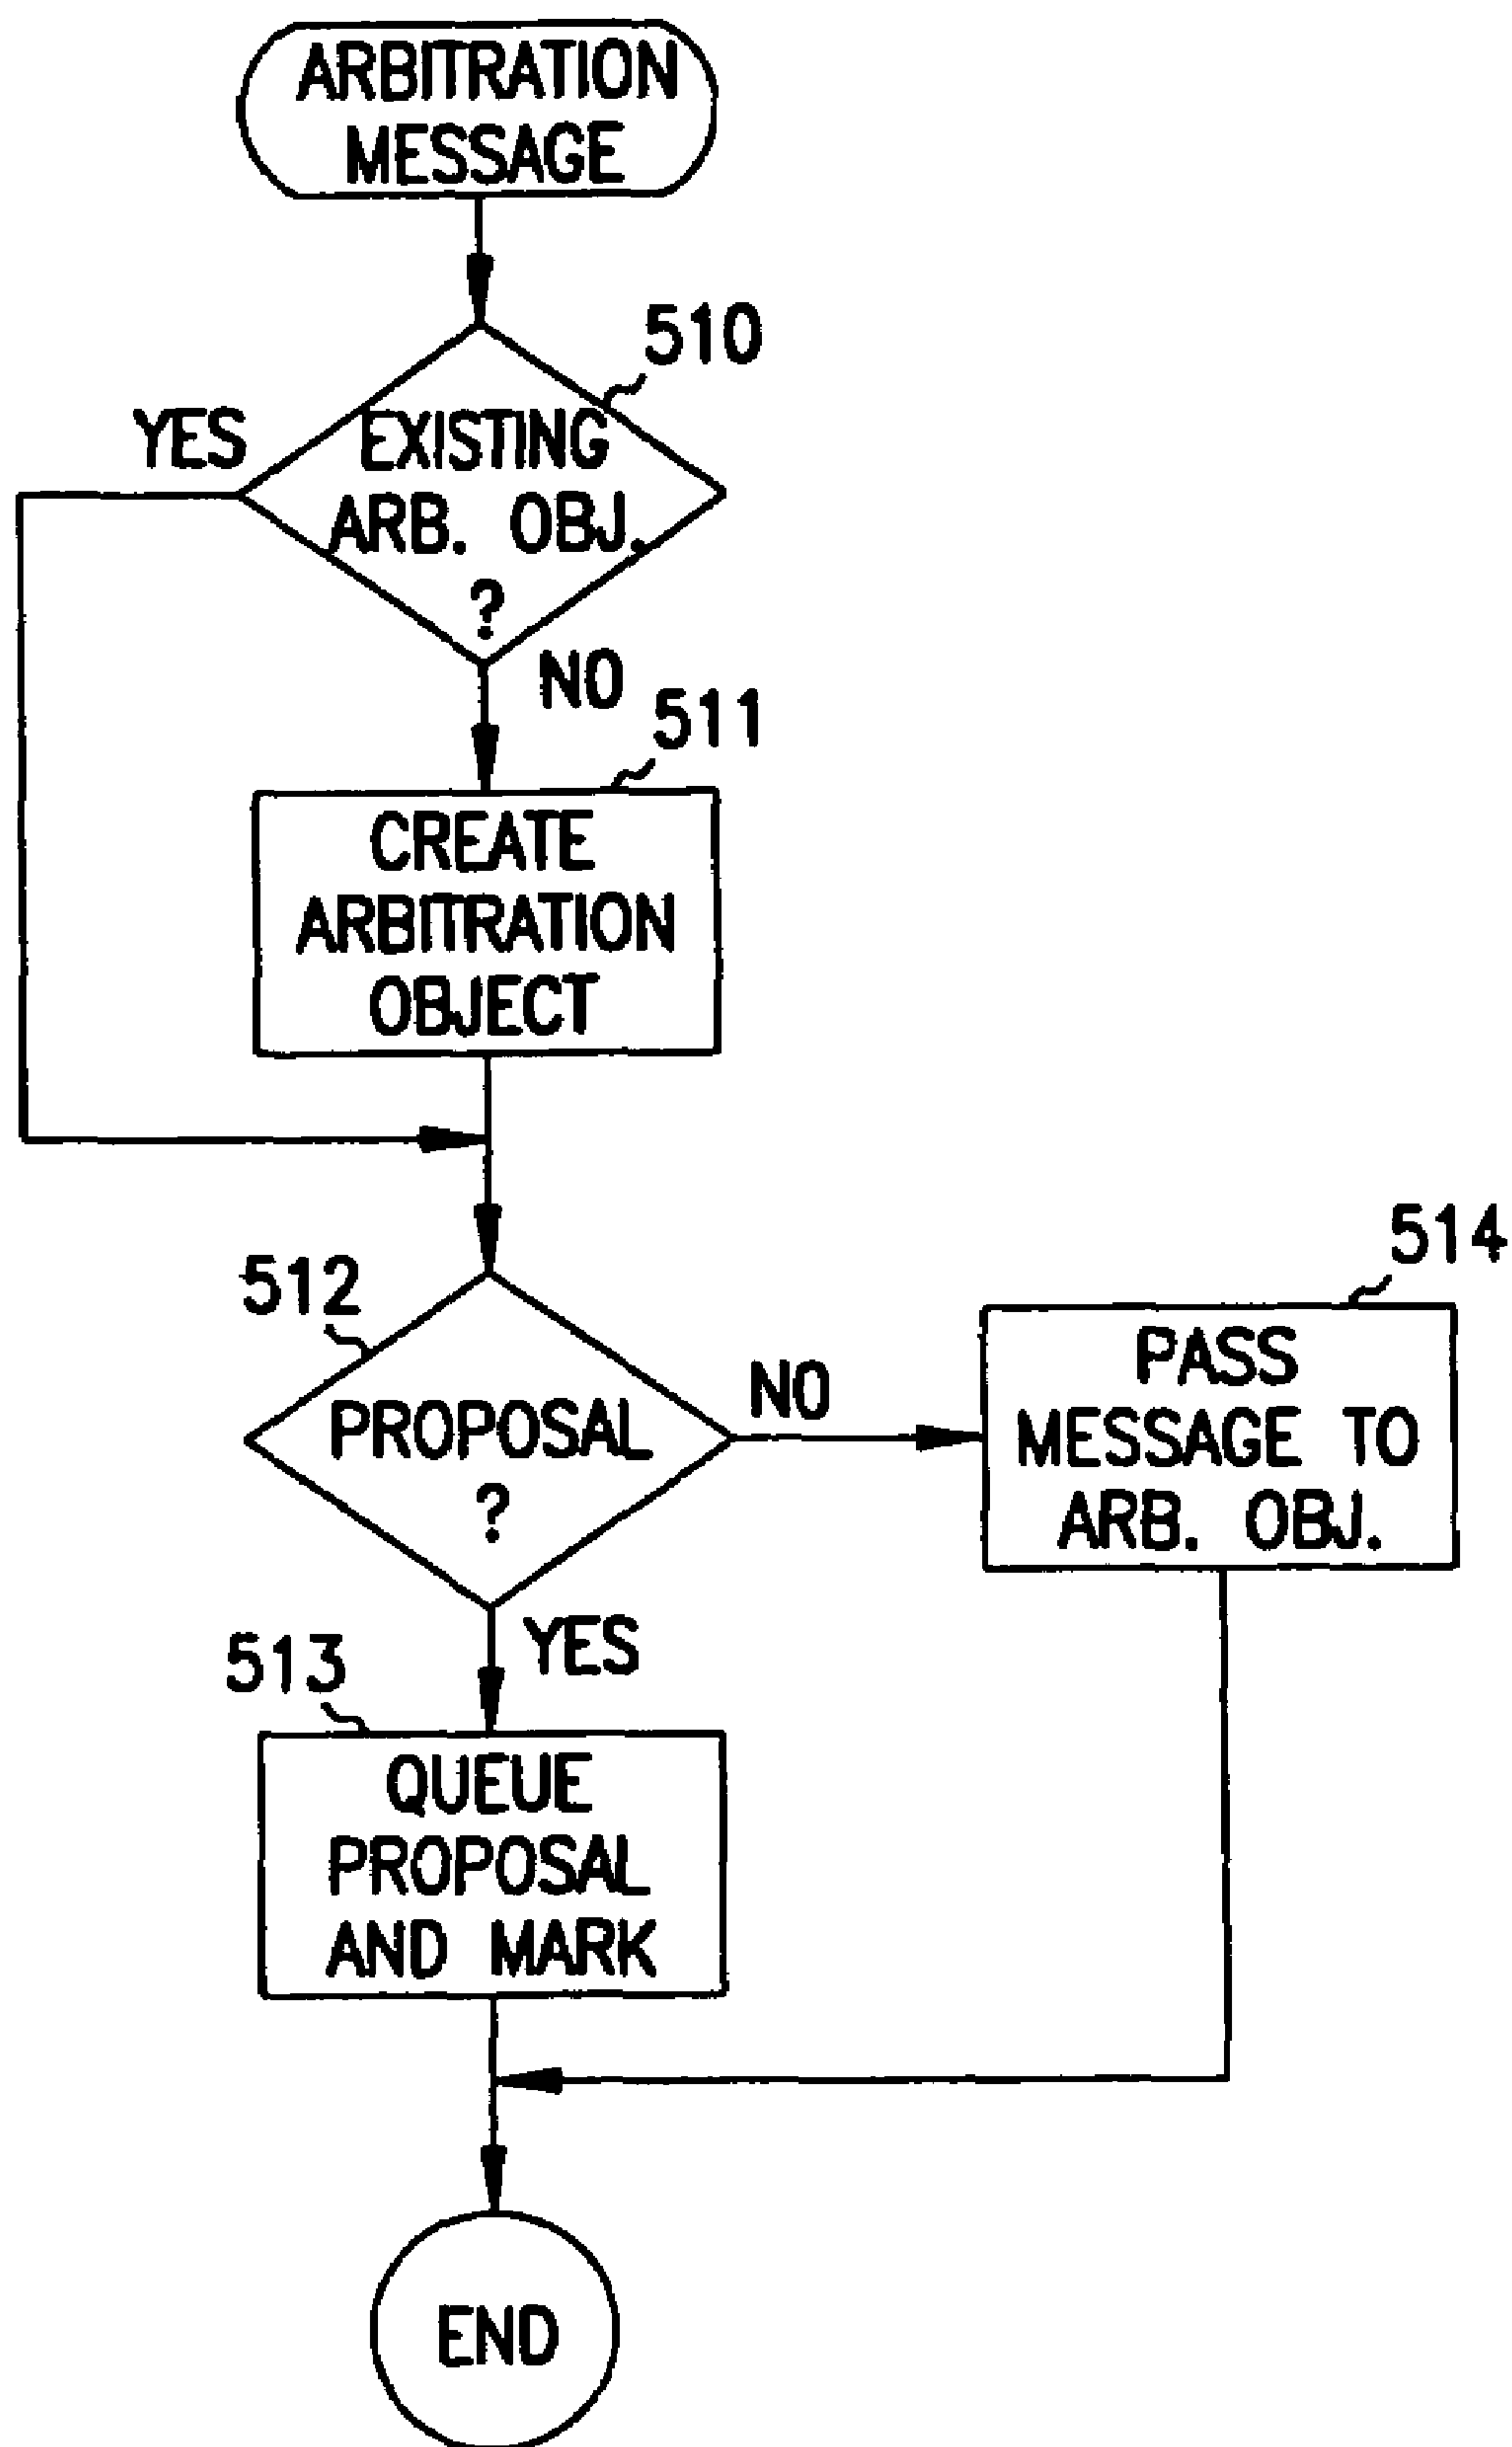 ARBITRATION
MESSAGE
510
YES
EXISTING
ARB. OBJ.
?
NO
511
CREATE
ARBITRATION
OBJECT
512
PROPOSAL
?
NO
514
PASS
MESSAGE TO
ARB. OBJ.
YES
513
QUEUE
PROPOSAL
AND MARK
END